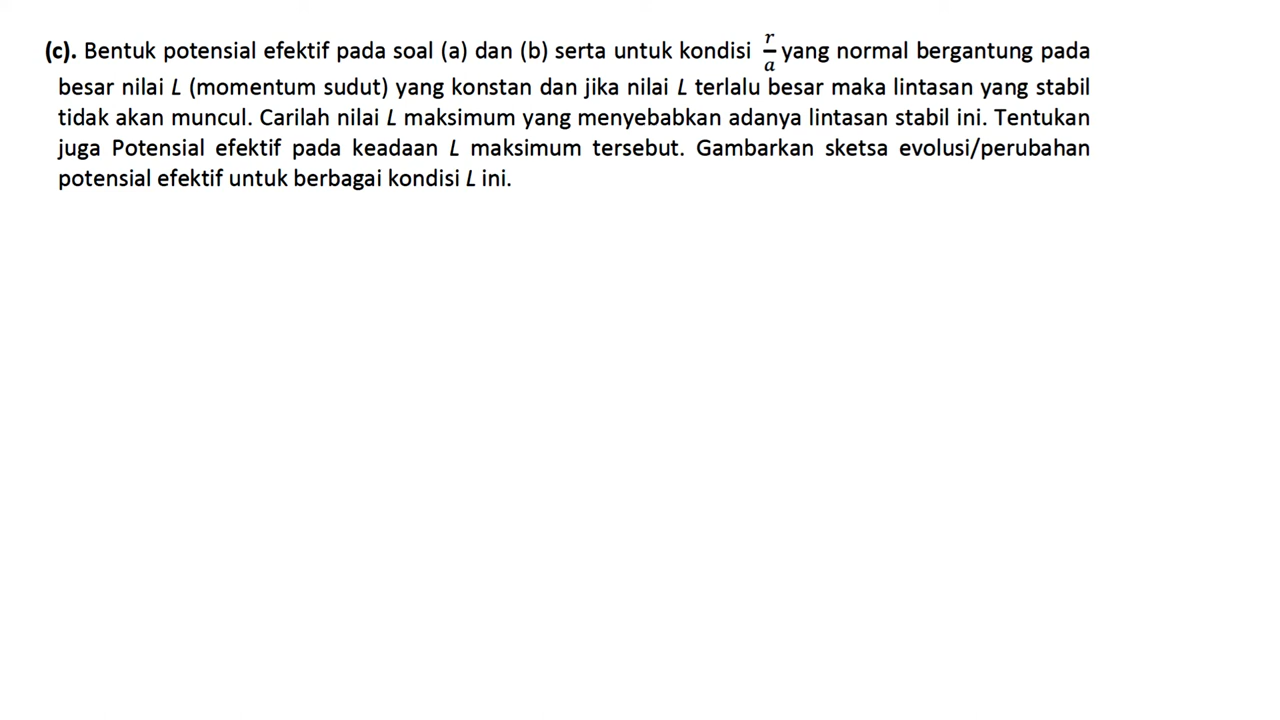 (c). Bentuk potensial efektif pada soal (a) dan (b) serta untuk kondisi r/a yang normal bergantung pada
besar nilai L (momentum sudut) yang konstan dan jika nilai L terlalu besar maka lintasan yang stabil
tidak akan muncul. Carilah nilai L maksimum yang menyebabkan adanya lintasan stabil ini. Tentukan
juga Potensial efektif pada keadaan L maksimum tersebut. Gambarkan sketsa evolusi/perubahan
potensial efektif untuk berbagai kondisi L ini.